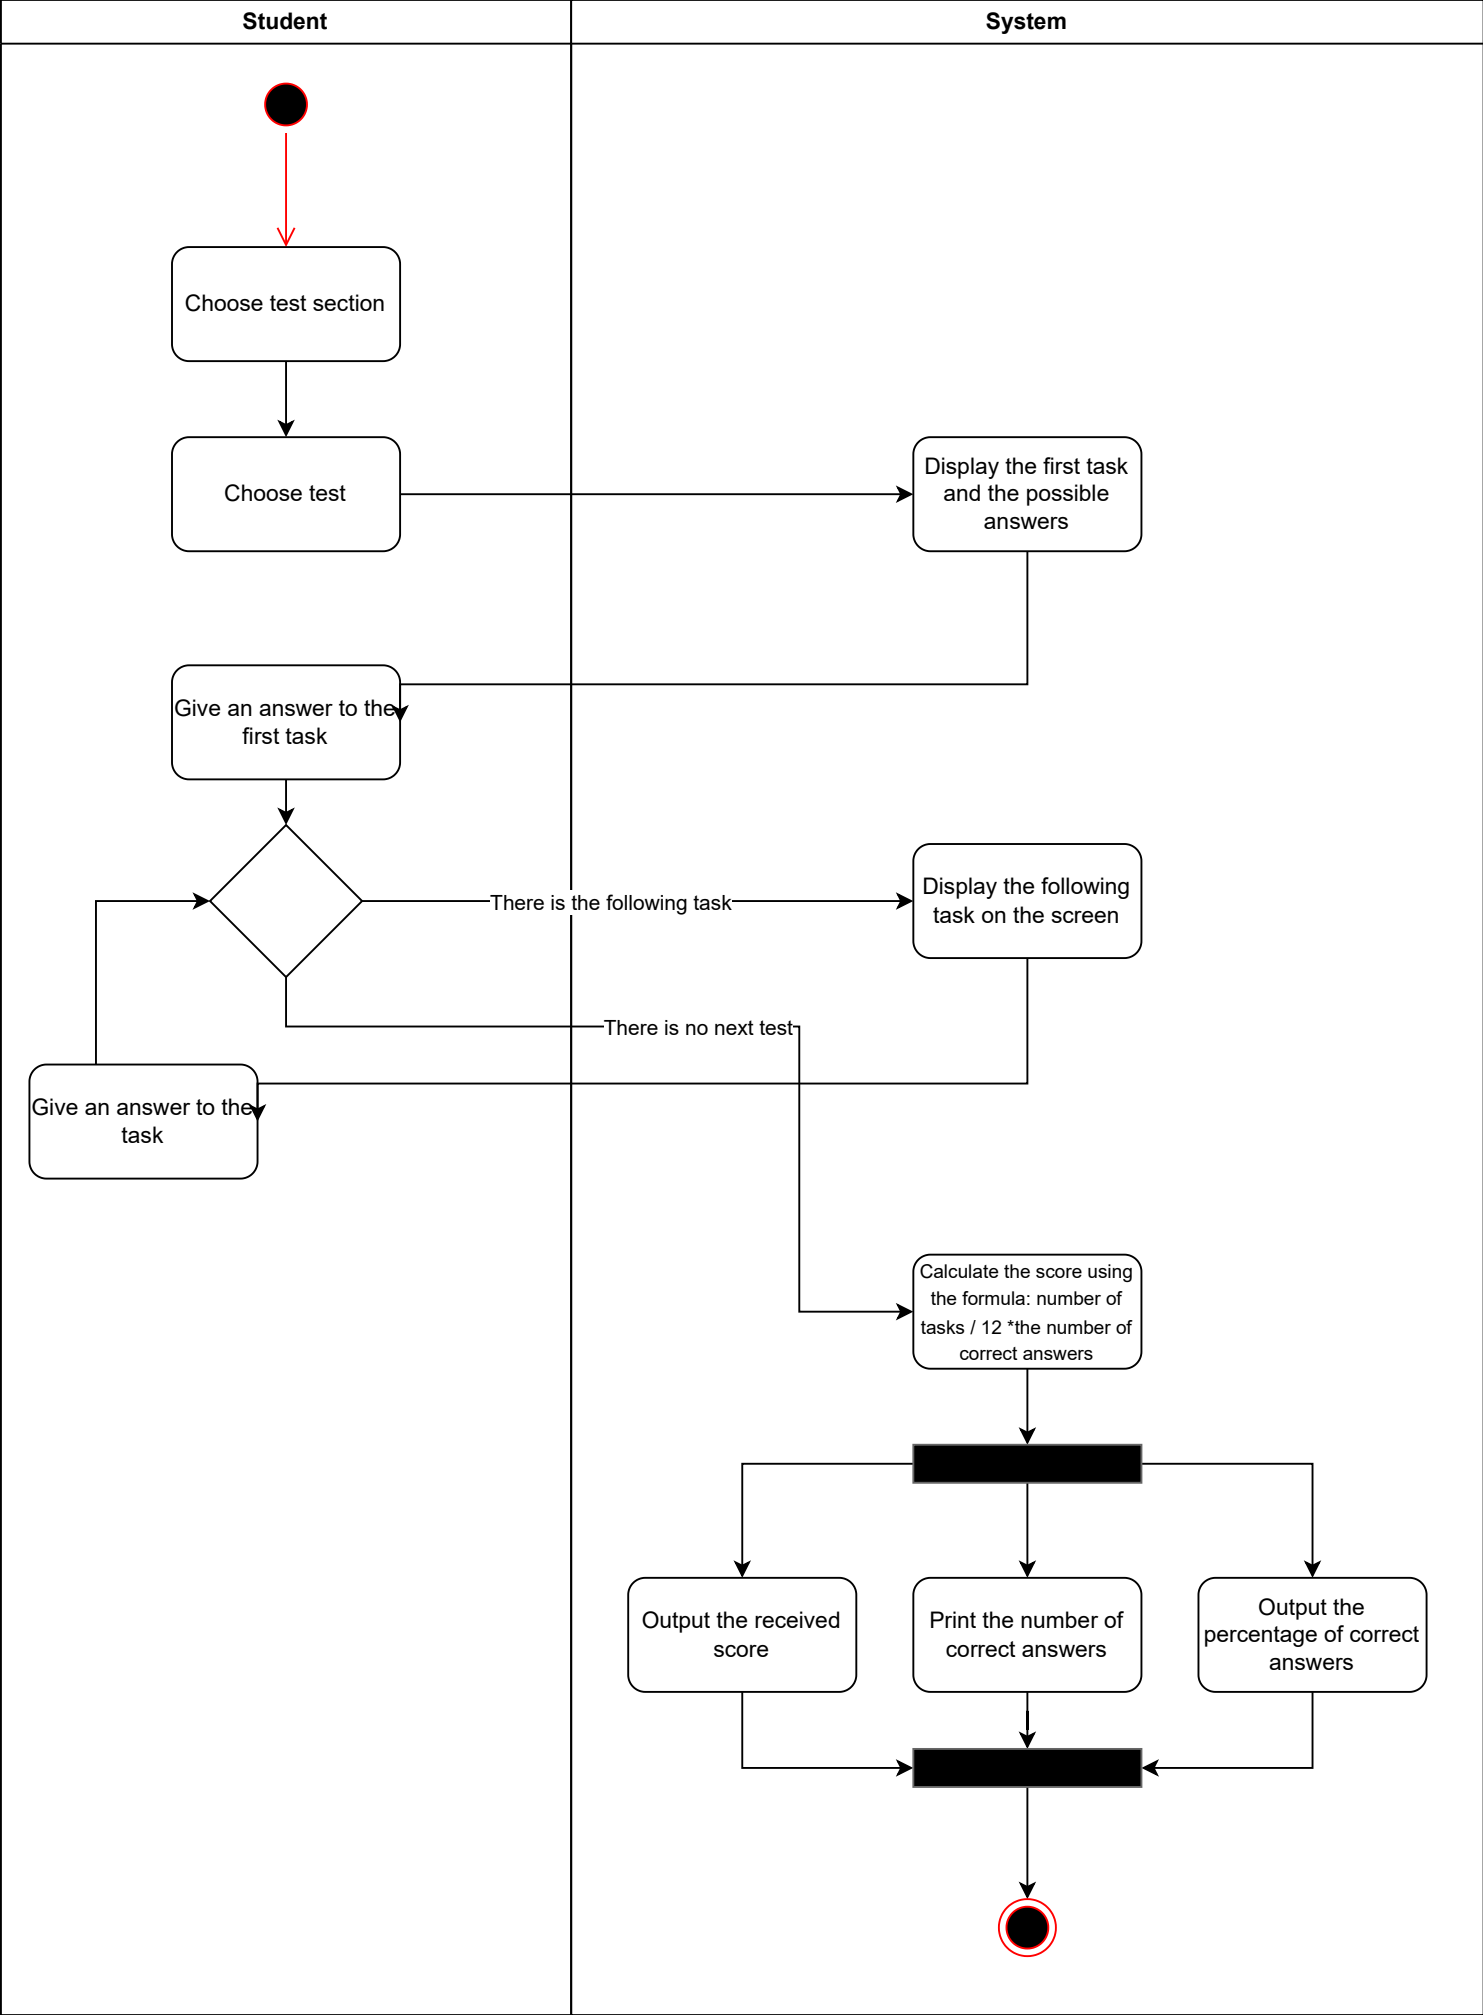 Student
System
Choose test section
Choose test
Display the first task
and the possible
answers
Give an answer to the
first task
There is the following task
Display the following
task on the screen
There is no next test
Give an answer to the
task
Calculate the score using
the formula: number of
tasks / 12 *the number of
correct answers
Output the received
score
Print the number of
correct answers
Output the
percentage of correct
answers